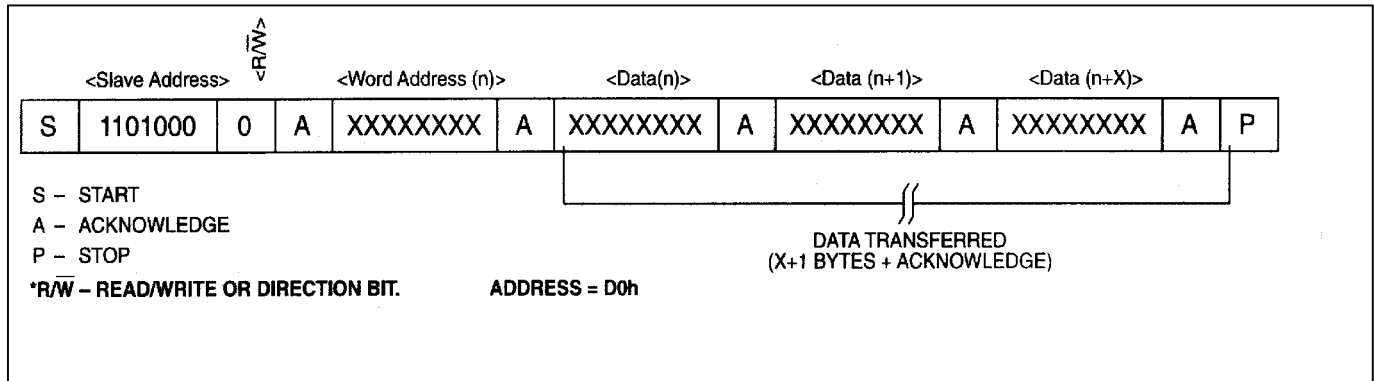 <R/W̅>
<Slave Address> <Word Address (n)> <Data(n)> <Data (n+1)> <Data (n+X)>
S 1101000 0 A XXXXXXXX A XXXXXXXX A XXXXXXXX A XXXXXXXX A P
S – START
A – ACKNOWLEDGE
P – STOP
*R/W̅ – READ/WRITE OR DIRECTION BIT. ADDRESS = D0h
DATA TRANSFERRED
(X+1 BYTES + ACKNOWLEDGE)